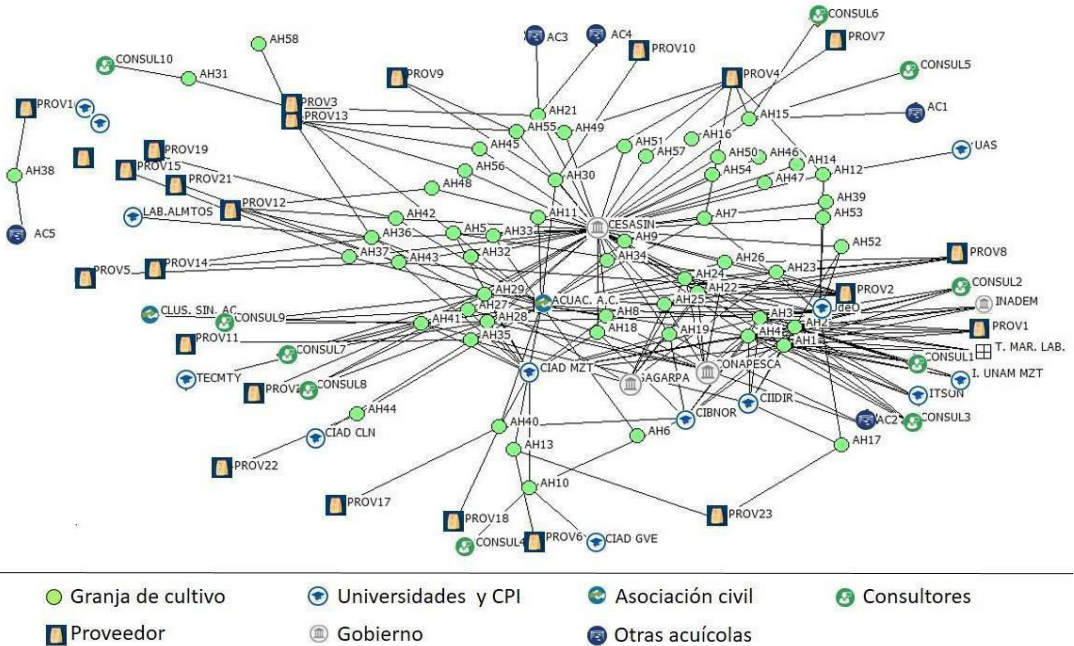 CONSUL6
AH58
AC3
AC4
PROV7
PROV10
CONSUL10
AH31
PROV9
PROV4
CONSUL5
PROV1
PROV3
PROV13
AH21
AH15
AC1
AH55
AH49
AH45
AH51
AH16
AH57
PROV19
AH50
AH46
UAS
AH38
PROV15
AH56
AH54
AH14
AH12
PROV21
AH48
AH30
AH47
PROV12
AH39
LAB.ALMTOS
AH42
AH11
AH7
AH53
AC5
AH36
AH5
AH33
CESASIN
AH9
AH52
PROV14
AH37
AH43
AH32
AH34
AH26
AH23
PROV8
PROV5
AH24
AH29
AH22
PROV2
CONSUL2
CLUS. SIN. AC
AH27
ACUAC. A.C.
AH25
UdeO
INADEM
CONSUL9
AH41
AH28
AH8
AH3
AH2
PROV1
PROV11
AH35
AH18
AH19
AH4
AH1
T. MAR. LAB.
CONSUL7
CONSUL1
TECMTY
CIAD MZT
SAGARPA
CONAPESCA
I. UNAM MZT
CONSUL8
ITSON
AH44
CIBNOR
CIIDIR
AC2
CONSUL3
CIAD CLN
AH40
AH6
AH17
PROV22
AH13
AH10
PROV17
PROV18
PROV23
CONSUL4
PROV6
CIAD GVE
Granja de cultivo
Universidades y CPI
Asociación civil
Consultores
Proveedor
Gobierno
Otras acuícolas